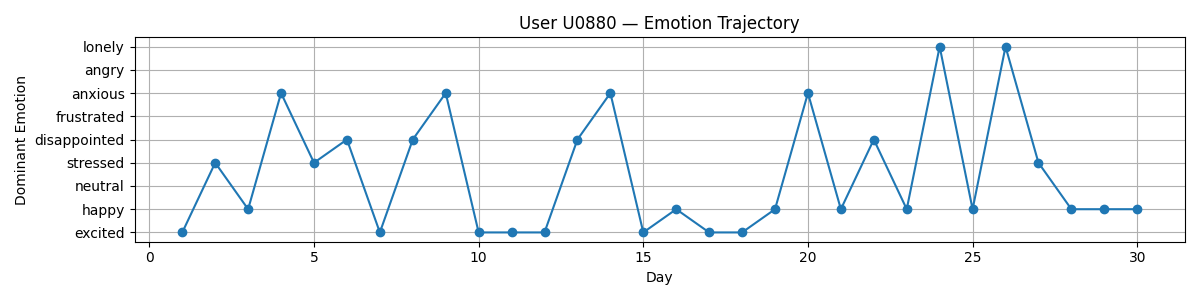 User U0880 — Emotion Trajectory
Dominant Emotion
lonely
angry
anxious
frustrated
disappointed
stressed
neutral
happy
excited
0 5 10 15 20 25 30
Day